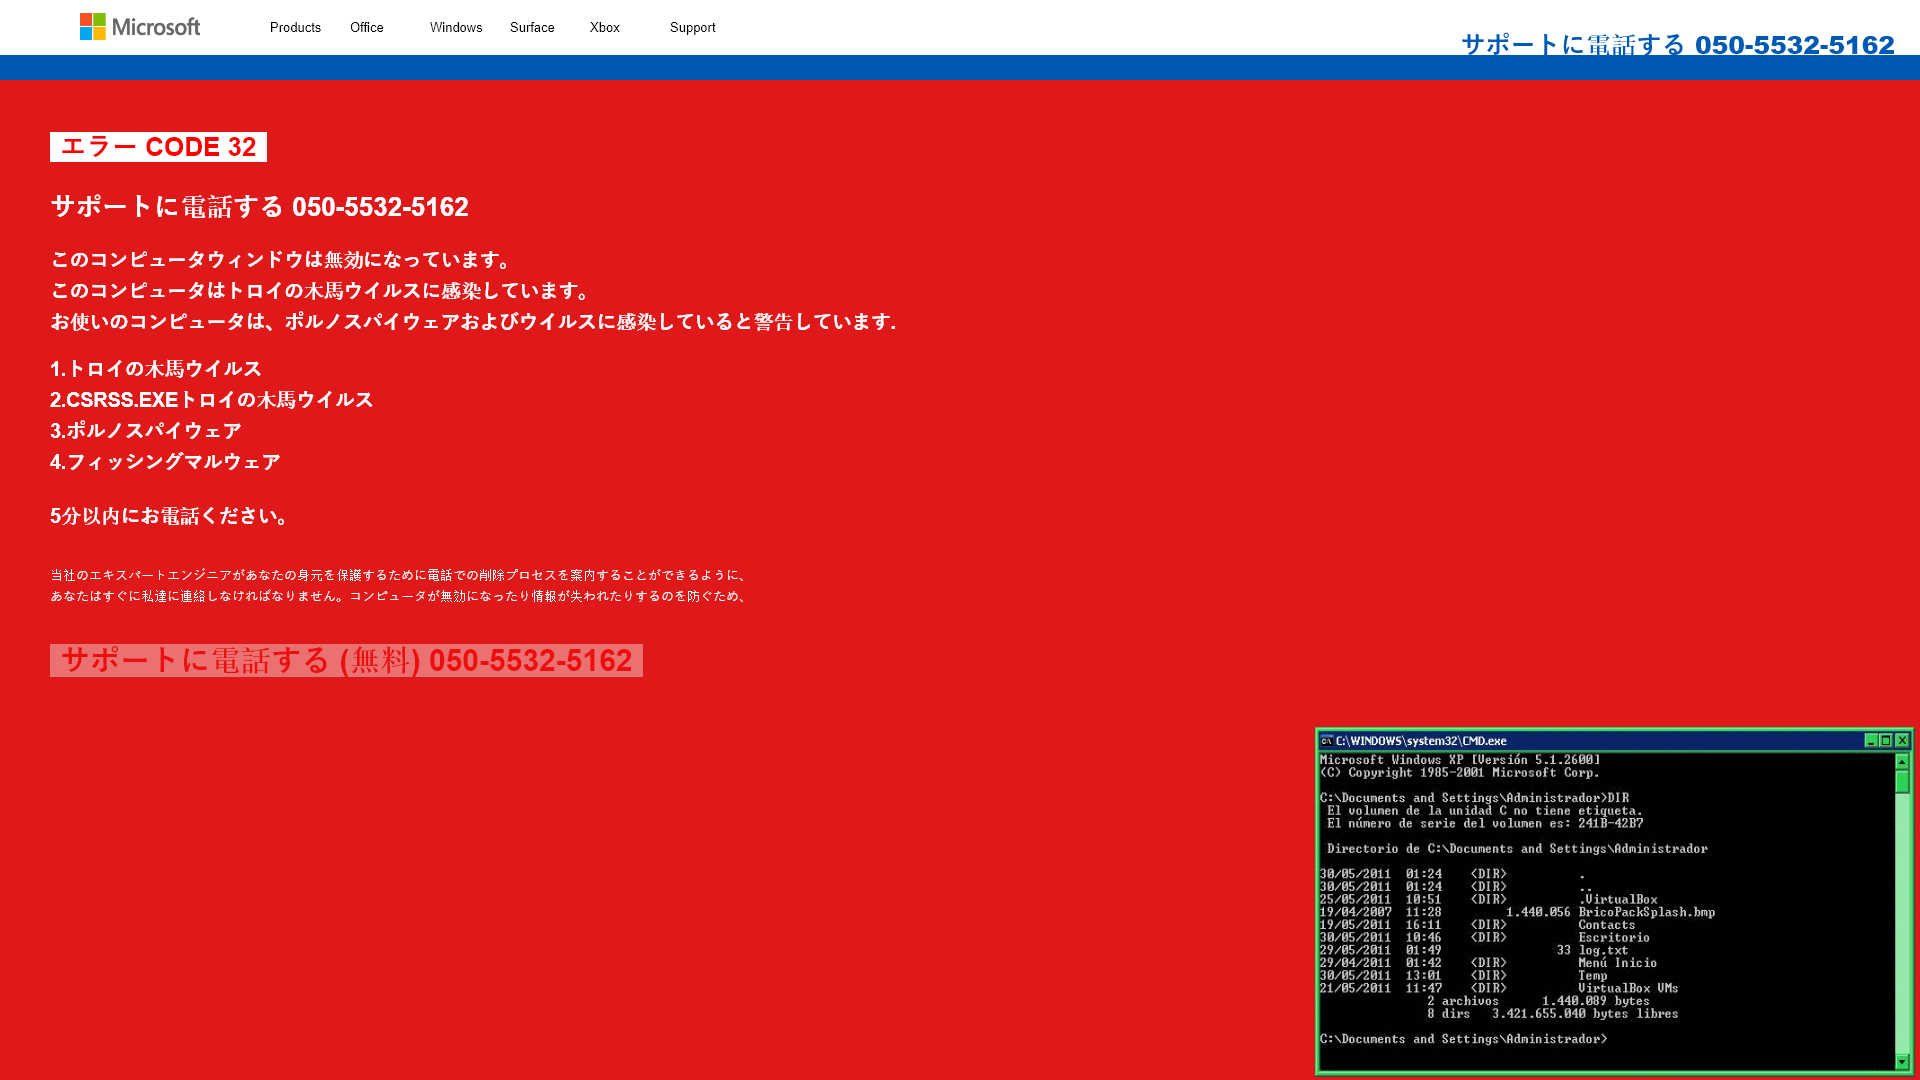 Microsoft
Products Office Windows Surface Xbox Support
サポートに電話する 050-5532-5162
エラー CODE 32
サポートに電話する 050-5532-5162
このコンピュータウィンドウは無効になっています。
このコンピュータはトロイの木馬ウイルスに感染しています。
お使いのコンピュータは、ポルノスパイウェアおよびウイルスに感染していると警告しています.
1.トロイの木馬ウイルス
2.CSRSS.EXEトロイの木馬ウイルス
3.ポルノスパイウェア
4.フィッシングマルウェア
5分以内にお電話ください。
当社のエキスパートエンジニアがあなたの身元を保護するために電話での削除プロセスを案内することができるように、
あなたはすぐに私達に連絡しなければなりません。コンピュータが無効になったり情報が失われたりするのを防ぐため、
サポートに電話する (無料) 050-5532-5162
C:\WINDOWS\system32\CMD.exe
Microsoft Windows XP [Versión 5.1.2600]
(C) Copyright 1985-2001 Microsoft Corp.
C:\Documents and Settings\Administrador>DIR
El volumen de la unidad C no tiene etiqueta.
El número de serie del volumen es: 241B-42B7
Directorio de C:\Documents and Settings\Administrador
30/05/2011 01:24 <DIR> .
30/05/2011 01:24 <DIR> ..
25/05/2011 10:51 <DIR> .VirtualBox
19/04/2007 11:28 1.440.056 BricoPackSplash.bmp
19/05/2011 16:11 <DIR> Contacts
30/05/2011 10:46 <DIR> Escritorio
29/05/2011 01:49 33 log.txt
29/04/2011 01:42 <DIR> Menú Inicio
30/05/2011 13:01 <DIR> Temp
21/05/2011 11:47 <DIR> VirtualBox VMs
2 archivos 1.440.089 bytes
8 dirs 3.421.655.040 bytes libres
C:\Documents and Settings\Administrador>